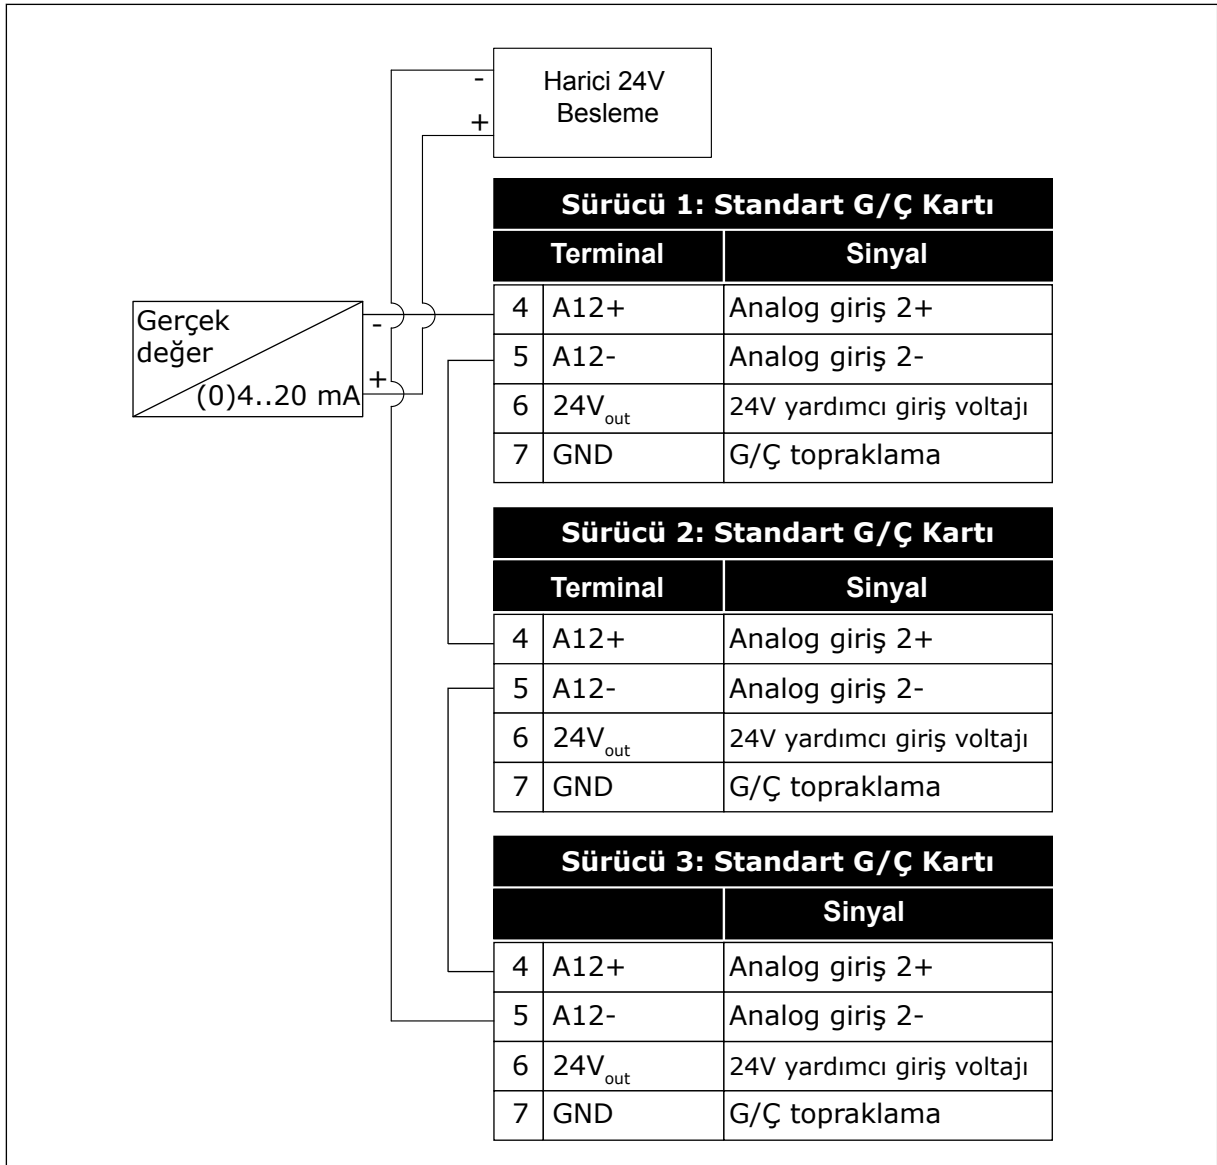 -
Harici 24V
Besleme
+
Sürücü 1: Standart G/Ç Kartı
Terminal Sinyal
4 A12+ Analog giriş 2+
5 A12- Analog giriş 2-
6 24Vout 24V yardımcı giriş voltajı
7 GND G/Ç topraklama
Gerçek
değer
(0)4..20 mA
-
+
Sürücü 2: Standart G/Ç Kartı
Terminal Sinyal
4 A12+ Analog giriş 2+
5 A12- Analog giriş 2-
6 24Vout 24V yardımcı giriş voltajı
7 GND G/Ç topraklama
Sürücü 3: Standart G/Ç Kartı
Sinyal
4 A12+ Analog giriş 2+
5 A12- Analog giriş 2-
6 24Vout 24V yardımcı giriş voltajı
7 GND G/Ç topraklama